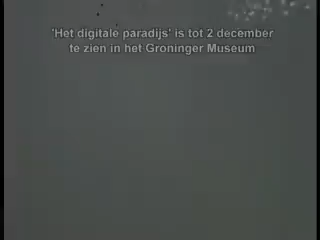 'Het digitale paradijs' is tot 2 december
te zien in het Groninger Museum